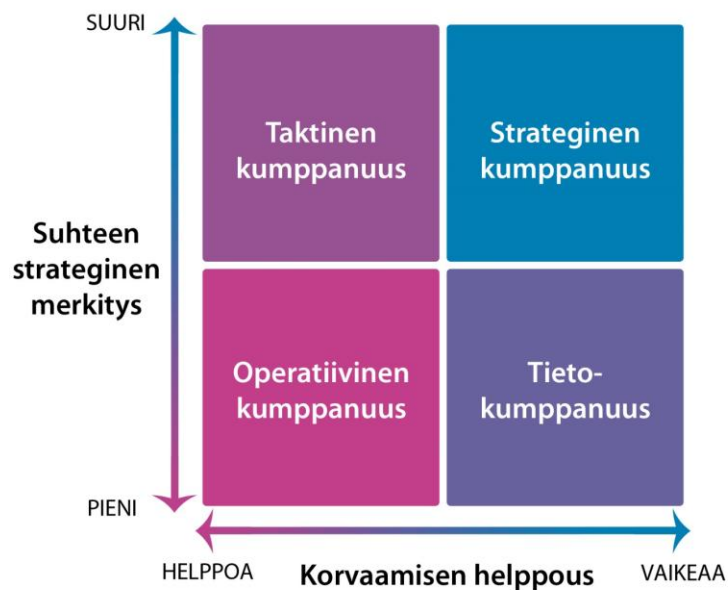 SUURI
Taktinen
kumppanuus
Strateginen
kumppanuus
Suhteen
strateginen
merkitys
Operatiivinen
kumppanuus
Tieto-
kumppanuus
PIENI
HELPPOA
Korvaamisen helppous
VAIKEAA